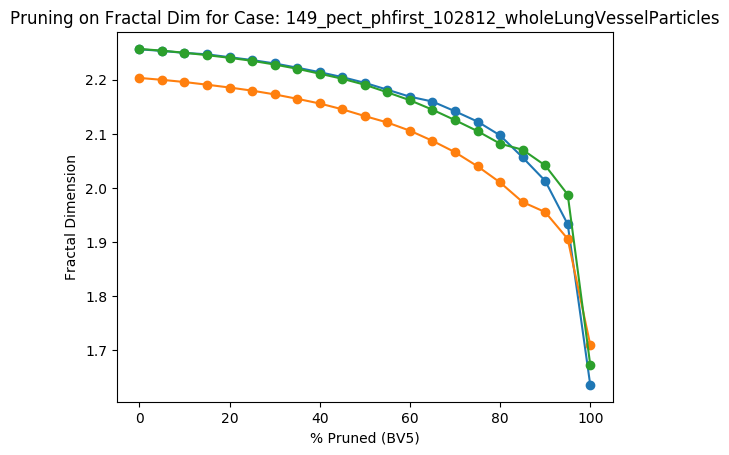 Pruning on Fractal Dim for Case: 149_pect_phfirst_102812_wholeLungVesselParticles
Fractal Dimension
2.2
2.1
2.0
1.9
1.8
1.7
0 20 40 60 80 100
% Pruned (BV5)